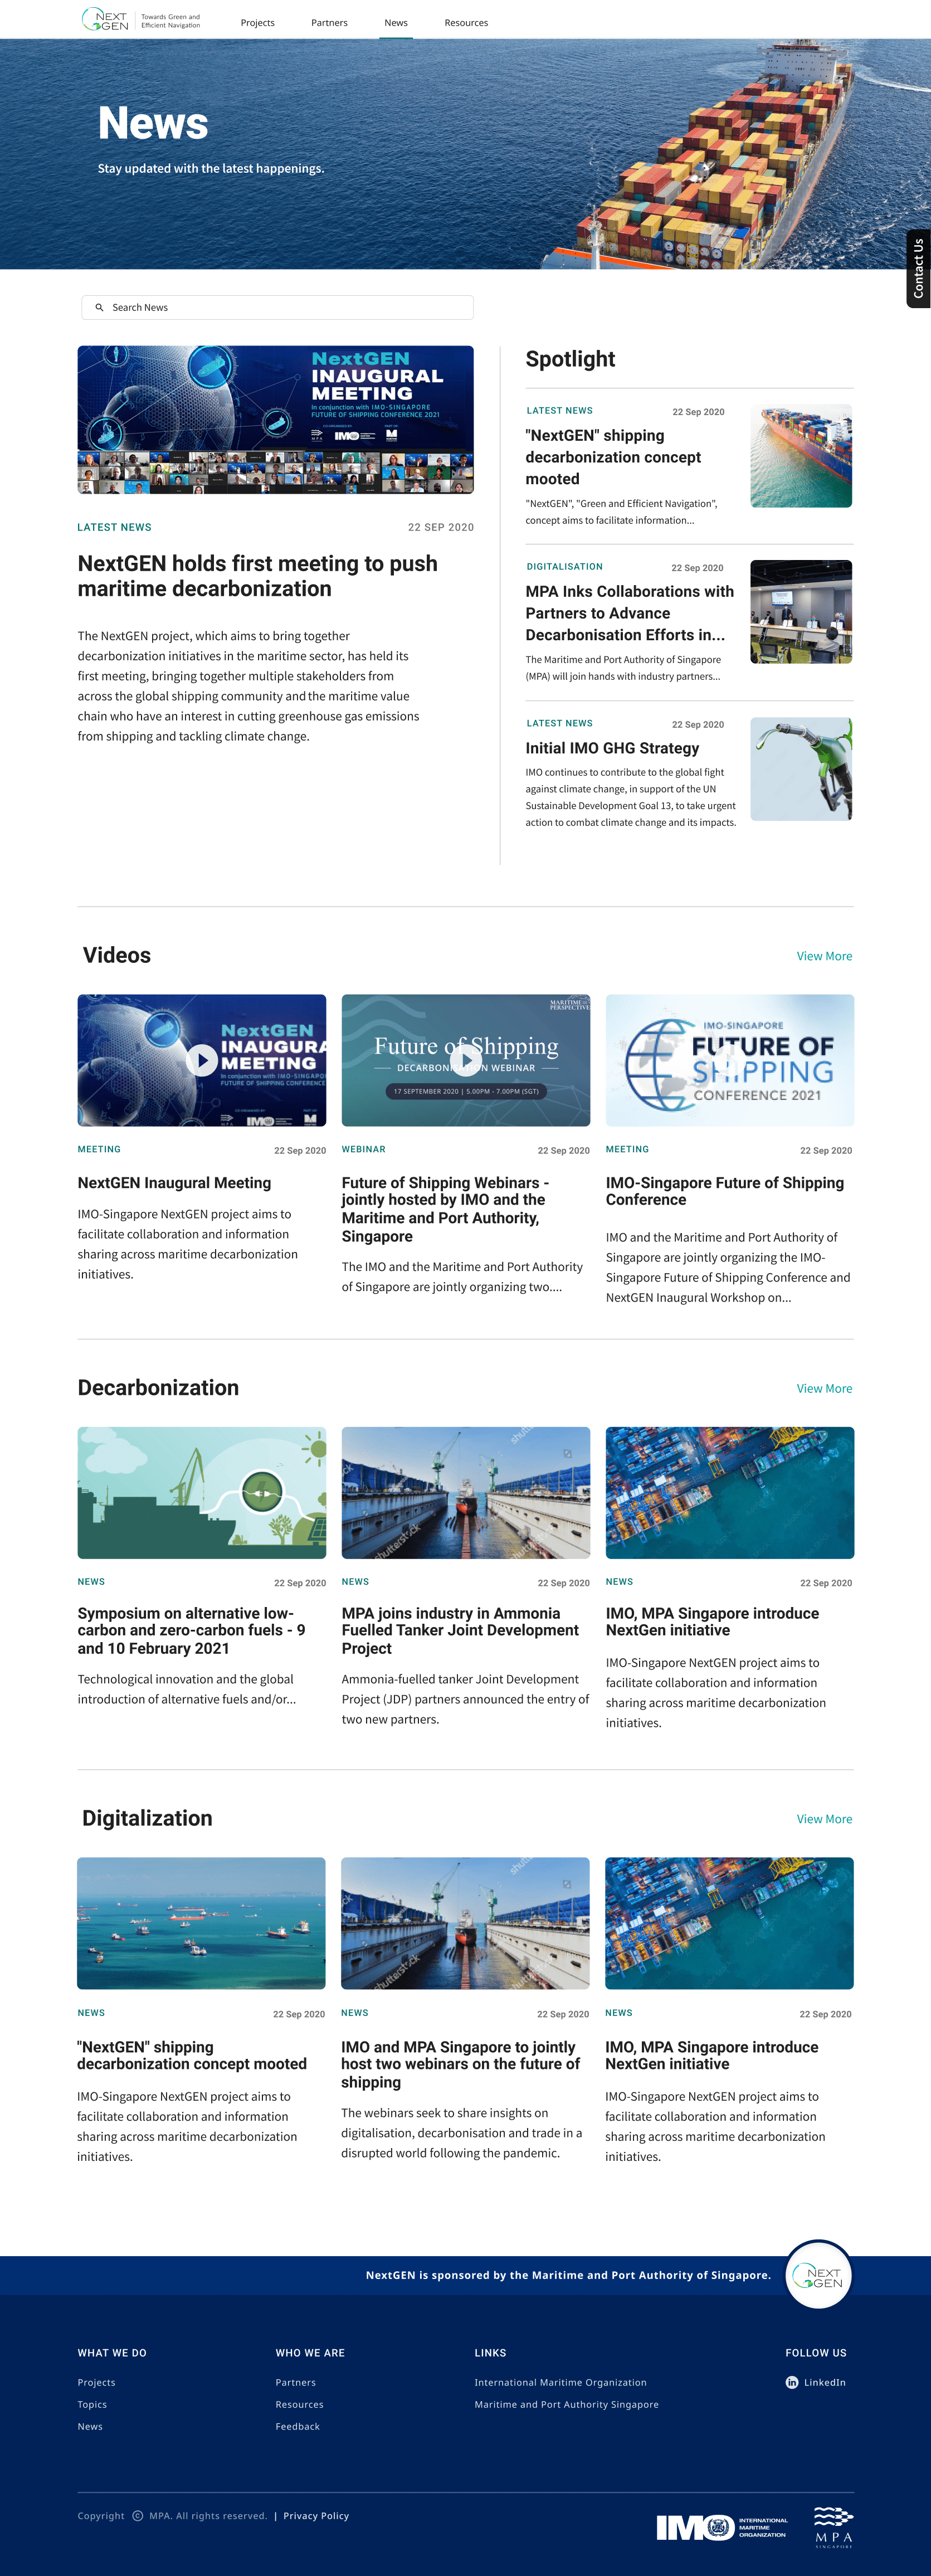 NEXT GEN
Towards Green and
Efficient Navigation
Projects
Partners
News
Resources
News
Stay updated with the latest happenings.
Contact Us
Search News
NextGEN
INAUGURAL
MEETING
In conjunction with IMO-SINGAPORE
FUTURE OF SHIPPING CONFERENCE 2021
IMO
LATEST NEWS
22 SEP 2020
NextGEN holds first meeting to push
maritime decarbonization
The NextGEN project, which aims to bring together
decarbonization initiatives in the maritime sector, has held its
first meeting, bringing together multiple stakeholders from
across the global shipping community and the maritime value
chain who have an interest in cutting greenhouse gas emissions
from shipping and tackling climate change.
Spotlight
LATEST NEWS
22 Sep 2020
"NextGEN" shipping
decarbonization concept
mooted
"NextGEN", "Green and Efficient Navigation",
concept aims to facilitate information...
DIGITALISATION
22 Sep 2020
MPA Inks Collaborations with
Partners to Advance
Decarbonisation Efforts in...
The Maritime and Port Authority of Singapore
(MPA) will join hands with industry partners...
LATEST NEWS
22 Sep 2020
Initial IMO GHG Strategy
IMO continues to contribute to the global fight
against climate change, in support of the UN
Sustainable Development Goal 13, to take urgent
action to combat climate change and its impacts.
Videos
View More
NextGEN
INAUGURA
MEETING
In conjunction with IMO-SINGAPO
FUTURE OF SHIPPING CONFERENCE
IMO
MEETING
22 Sep 2020
NextGEN Inaugural Meeting
IMO-Singapore NextGEN project aims to
facilitate collaboration and information
sharing across maritime decarbonization
initiatives.
MARITIME
PERSPECTIVE
Future of Shipping
WEBINAR
17 SEPTEMBER 2020 | 5.00PM - 7.00PM (SGT)
WEBINAR
22 Sep 2020
Future of Shipping Webinars -
jointly hosted by IMO and the
Maritime and Port Authority,
Singapore
The IMO and the Maritime and Port Authority
of Singapore are jointly organizing two....
IMO-SINGAPORE
FUTURE OF
SHIPPING
CONFERENCE 2021
MEETING
22 Sep 2020
IMO-Singapore Future of Shipping
Conference
IMO and the Maritime and Port Authority of
Singapore are jointly organizing the IMO-
Singapore Future of Shipping Conference and
NextGEN Inaugural Workshop on...
Decarbonization
View More
NEWS
22 Sep 2020
Symposium on alternative low-
carbon and zero-carbon fuels - 9
and 10 February 2021
Technological innovation and the global
introduction of alternative fuels and/or...
shutterstock
NEWS
22 Sep 2020
MPA joins industry in Ammonia
Fuelled Tanker Joint Development
Project
Ammonia-fuelled tanker Joint Development
Project (JDP) partners announced the entry of
two new partners.
NEWS
22 Sep 2020
IMO, MPA Singapore introduce
NextGen initiative
IMO-Singapore NextGEN project aims to
facilitate collaboration and information
sharing across maritime decarbonization
initiatives.
Digitalization
View More
NEWS
22 Sep 2020
"NextGEN" shipping
decarbonization concept mooted
IMO-Singapore NextGEN project aims to
facilitate collaboration and information
sharing across maritime decarbonization
initiatives.
shutterstock
NEWS
22 Sep 2020
IMO and MPA Singapore to jointly
host two webinars on the future of
shipping
The webinars seek to share insights on
digitalisation, decarbonisation and trade in a
disrupted world following the pandemic.
NEWS
22 Sep 2020
IMO, MPA Singapore introduce
NextGen initiative
IMO-Singapore NextGEN project aims to
facilitate collaboration and information
sharing across maritime decarbonization
initiatives.
NextGEN is sponsored by the Maritime and Port Authority of Singapore.
NEXT GEN
WHAT WE DO
Projects
Topics
News
WHO WE ARE
Partners
Resources
Feedback
LINKS
International Maritime Organization
Maritime and Port Authority Singapore
FOLLOW US
in LinkedIn
Copyright © MPA. All rights reserved. | Privacy Policy
IMO
INTERNATIONAL
MARITIME
ORGANIZATION
MPA
SINGAPORE